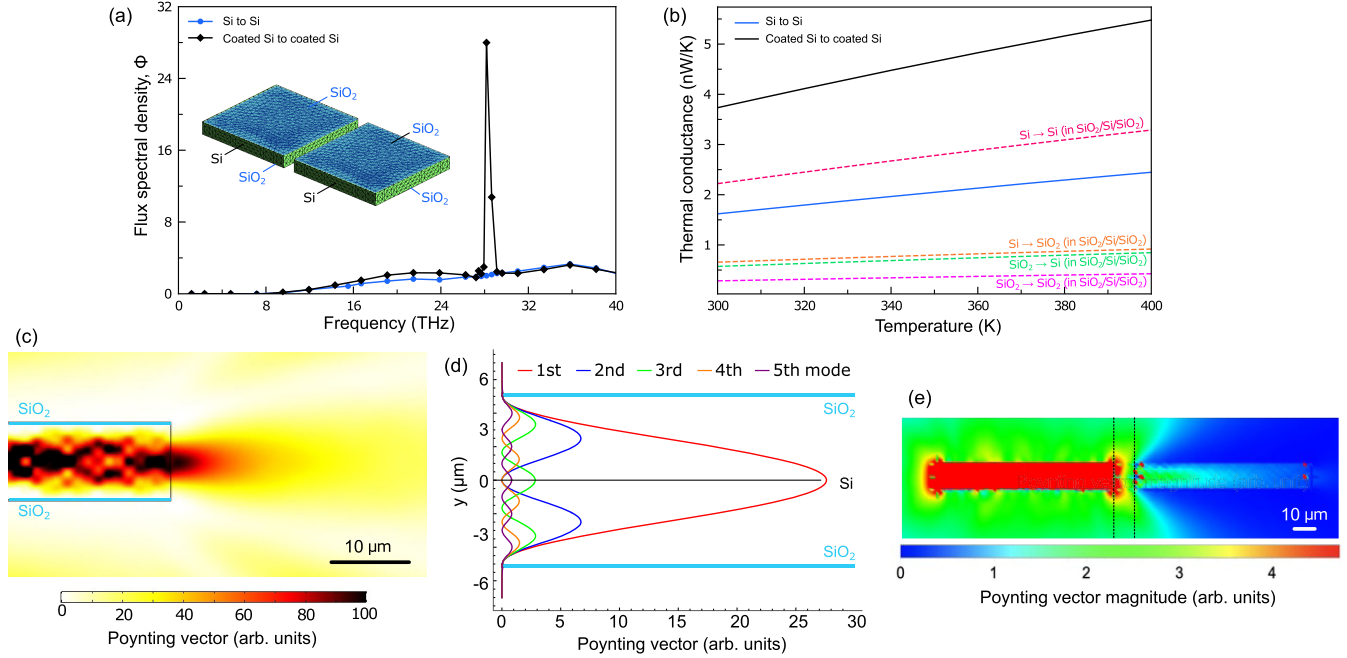 (a)
Si to Si
Coated Si to coated Si
Flux spectral density, Φ
32
24
16
8
0
SiO2
SiO2
Si
SiO2
Si
SiO2
0 8 16 24 32 40
Frequency (THz)
(b)
Si to Si
Coated Si to coated Si
Thermal conductance (nW/K)
5
4
3
2
1
Si → Si (in SiO2/Si/SiO2)
Si → SiO2 (in SiO2/Si/SiO2)
SiO2 → Si (in SiO2/Si/SiO2)
SiO2 → SiO2 (in SiO2/Si/SiO2)
300 320 340 360 380 400
Temperature (K)
(c)
SiO2
SiO2
10 μm
0 20 40 60 80 100
Poynting vector (arb. units)
(d)
1st 2nd 3rd 4th 5th mode
y (μm)
6
3
0
-3
-6
SiO2
Si
SiO2
0 5 10 15 20 25 30
Poynting vector (arb. units)
(e)
10 μm
0 1 2 3 4
Poynting vector magnitude (arb. units)